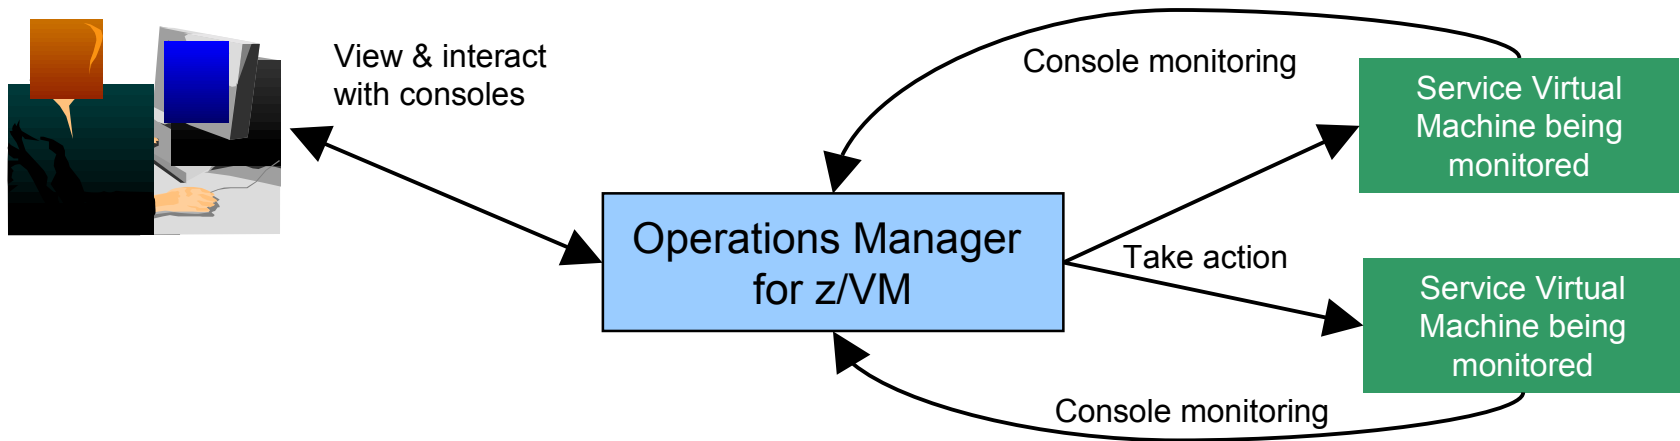 View & interact
with consoles
Console monitoring
Service Virtual
Machine being
monitored
Operations Manager
for z/VM
Take action
Service Virtual
Machine being
monitored
Console monitoring